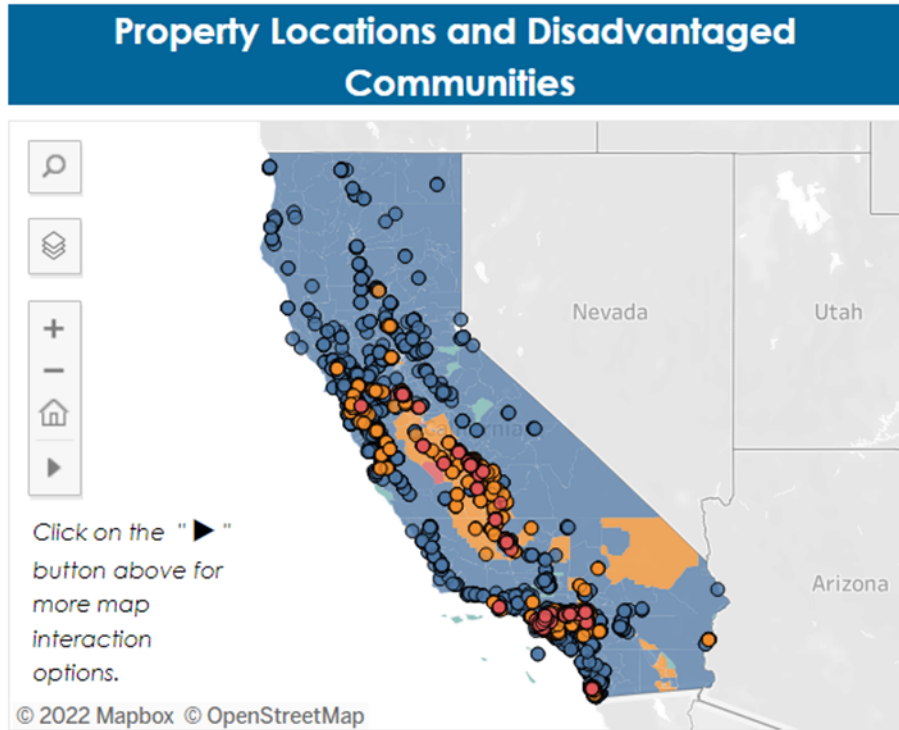 Property Locations and Disadvantaged
Communities
Nevada
Utah
California
Arizona
+
−
Click on the "▶"
button above for
more map
interaction
options.
© 2022 Mapbox © OpenStreetMap